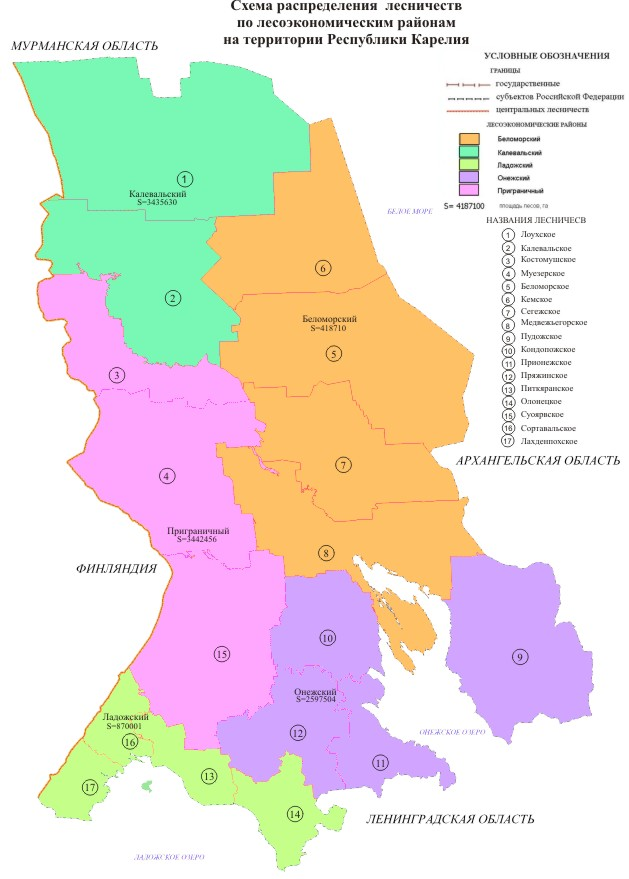 Схема распределения лесничеств
по лесоэкономическим районам
на территории Республики Карелия
МУРМАНСКАЯ ОБЛАСТЬ
УСЛОВНЫЕ ОБОЗНАЧЕНИЯ
ГРАНИЦЫ
государственные
субъектов Российской Федерации
центральных лесничеств
ЛЕСОЭКОНОМИЧЕСКИЕ РАЙОНЫ
Беломорский
Калевальский
Ладожский
Онежский
Приграничный
S= 4187100 площадь лесов, га
НАЗВАНИЯ ЛЕСНИЧЕСВ
1 Лоухское
2 Калевальское
3 Костомушское
4 Муезерское
5 Беломорское
6 Кемское
7 Сегежское
8 Медвежьегорское
9 Пудожское
10 Кондопожское
11 Прионежское
12 Пряжинское
13 Питкяранское
14 Олонецкое
15 Суоярвское
16 Сортавальское
17 Лахденпохское
1
Калевальский
S=3435630
БЕЛОЕ МОРЕ
6
2
Беломорский
S=418710
5
3
АРХАНГЕЛЬСКАЯ ОБЛАСТЬ
7
4
Приграничный
S=3442456
8
ФИНЛЯНДИЯ
10
15
9
Онежский
S=2597504
Ладожский
S=870001
12
ОНЕЖСКОЕ ОЗЕРО
16
11
13
17
14
ЛЕНИНГРАДСКАЯ ОБЛАСТЬ
ЛАДОЖСКОЕ ОЗЕРО